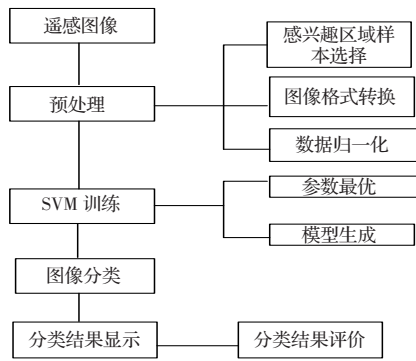 遥感图像
感兴趣区域样
本选择
预处理
图像格式转换
数据归一化
SVM 训练
参数最优
模型生成
图像分类
分类结果显示
分类结果评价